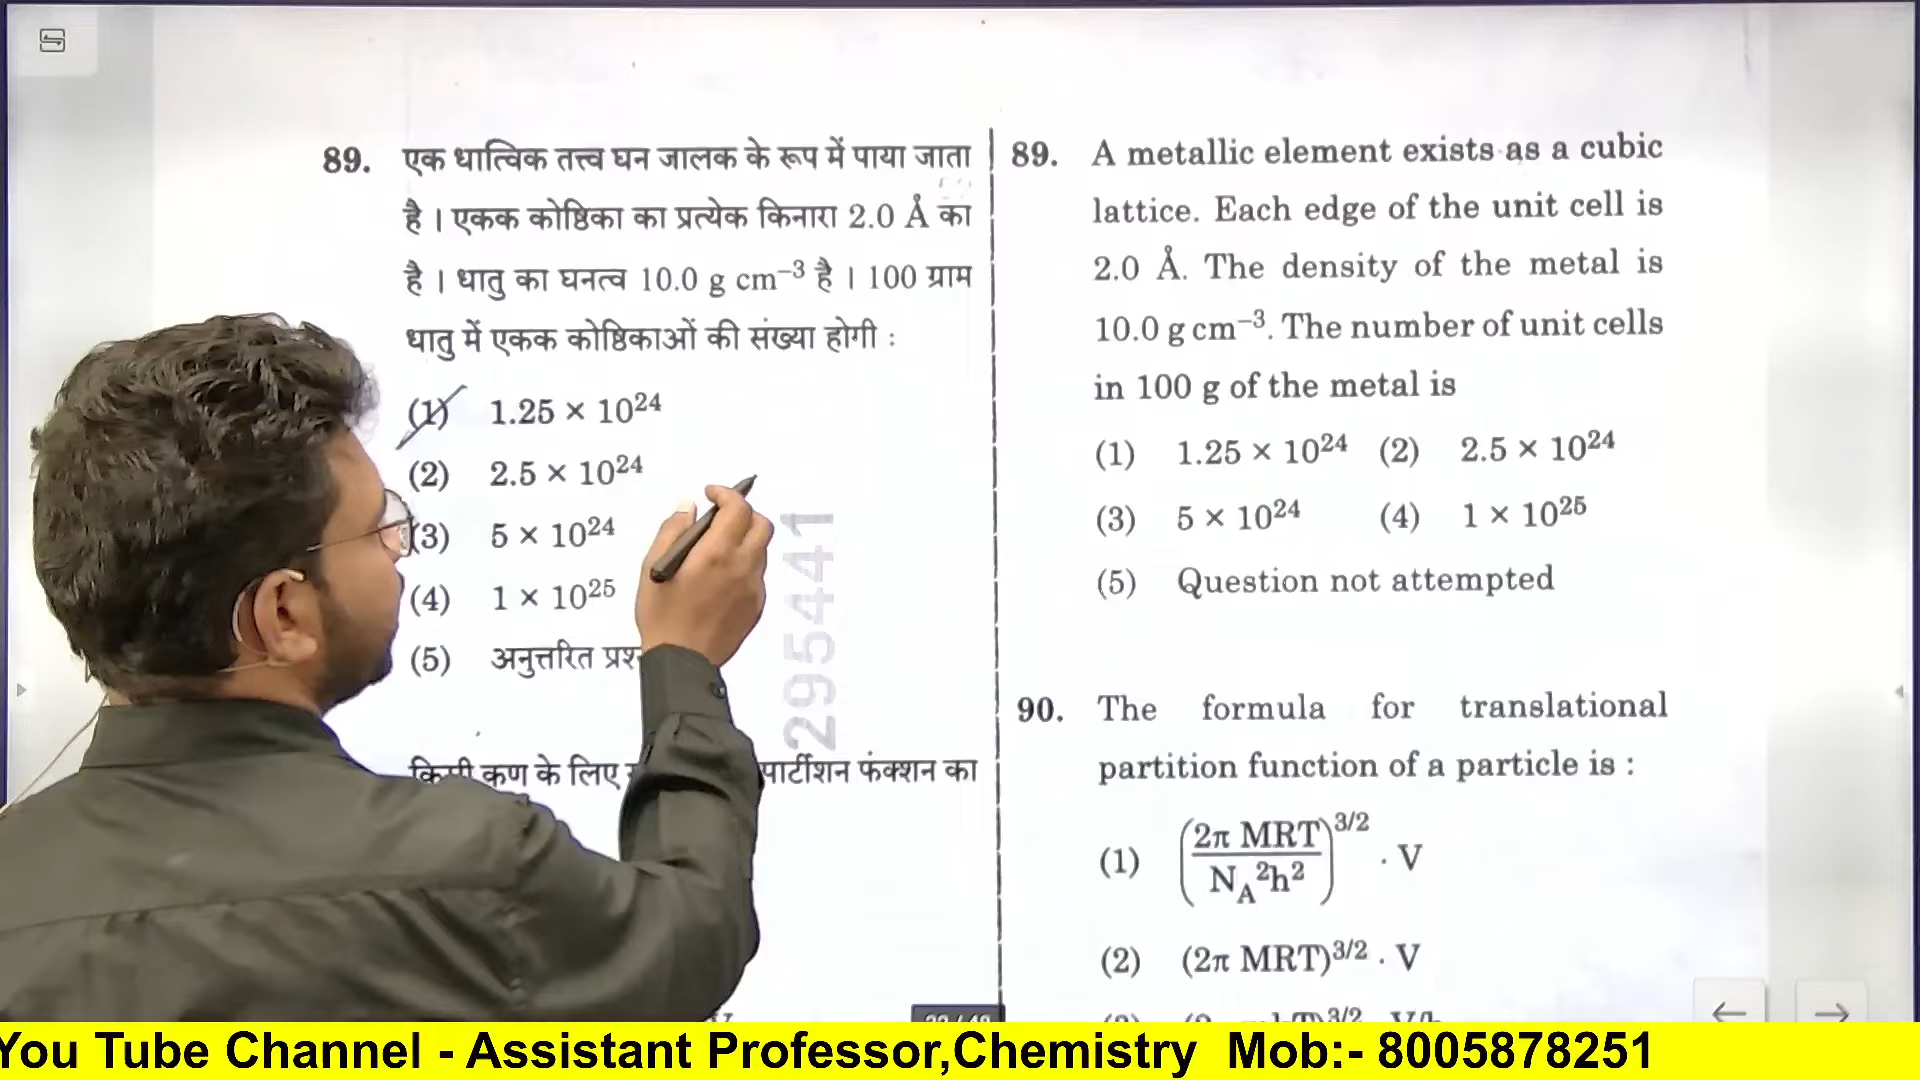 89. एक धात्विक तत्त्व घन जालक के रूप में पाया जाता
है । एकक कोष्ठिका का प्रत्येक किनारा 2.0 Å का
है । धातु का घनत्व 10.0 g cm⁻³ है । 100 ग्राम
धातु में एकक कोष्ठिकाओं की संख्या होगी :
(1) 1.25 × 10²⁴
(2) 2.5 × 10²⁴
(3) 5 × 10²⁴
(4) 1 × 10²⁵
(5) अनुत्तरित
कण के लिए पार्टीशन फंक्शन का
295441
89. A metallic element exists as a cubic
lattice. Each edge of the unit cell is
2.0 Å. The density of the metal is
10.0 g cm⁻³. The number of unit cells
in 100 g of the metal is
(1) 1.25 × 10²⁴ (2) 2.5 × 10²⁴
(3) 5 × 10²⁴ (4) 1 × 10²⁵
(5) Question not attempted
90. The formula for translational
partition function of a particle is :
(1) (2π MRT / N_A²h²)^3/2 . V
(2) (2π MRT)^3/2 . V
You Tube Channel - Assistant Professor,Chemistry Mob:- 8005878251